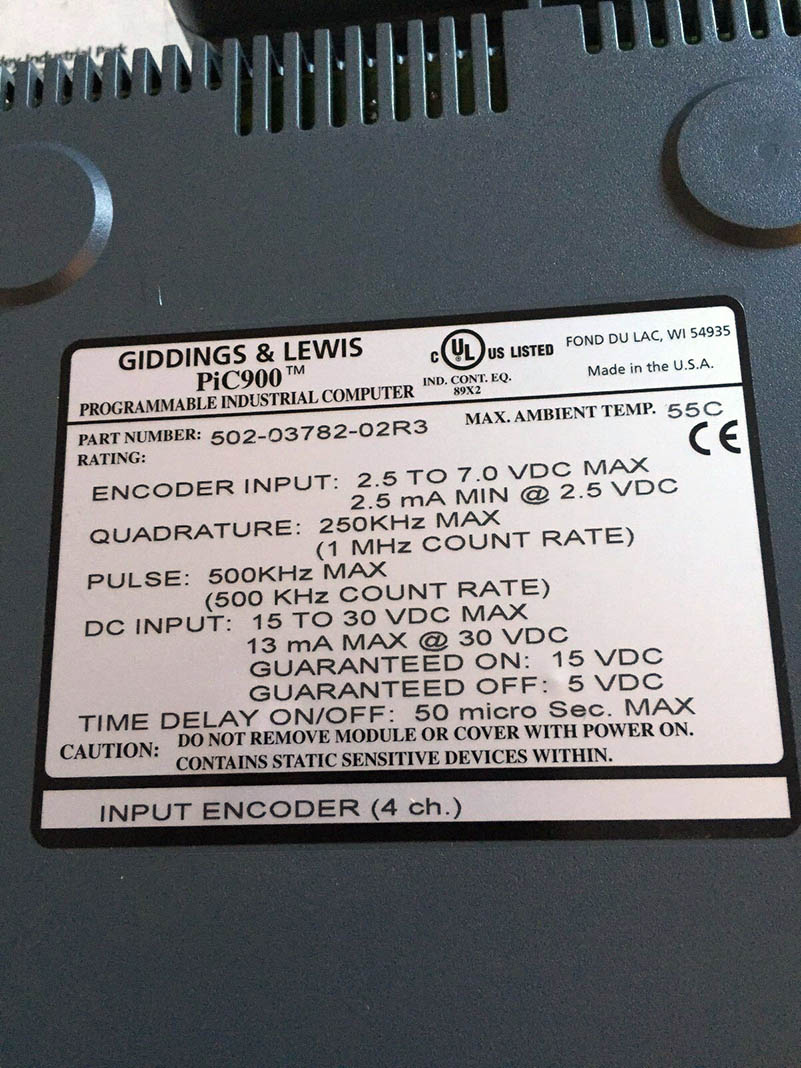 Industrial Park
GIDDINGS & LEWIS
PiC900™
PROGRAMMABLE INDUSTRIAL COMPUTER
C UL US LISTED
IND. CONT. EQ.
89X2
FOND DU LAC, WI 54935
Made in the U.S.A.
PART NUMBER: 502-03782-02R3
MAX. AMBIENT TEMP. 55C
CE
RATING:
ENCODER INPUT: 2.5 TO 7.0 VDC MAX
2.5 mA MIN @ 2.5 VDC
QUADRATURE: 250KHz MAX
(1 MHz COUNT RATE)
PULSE: 500KHz MAX
(500 KHz COUNT RATE)
DC INPUT: 15 TO 30 VDC MAX
13 mA MAX @ 30 VDC
GUARANTEED ON: 15 VDC
GUARANTEED OFF: 5 VDC
TIME DELAY ON/OFF: 50 micro Sec. MAX
CAUTION: DO NOT REMOVE MODULE OR COVER WITH POWER ON.
CONTAINS STATIC SENSITIVE DEVICES WITHIN.
INPUT ENCODER (4 ch.)